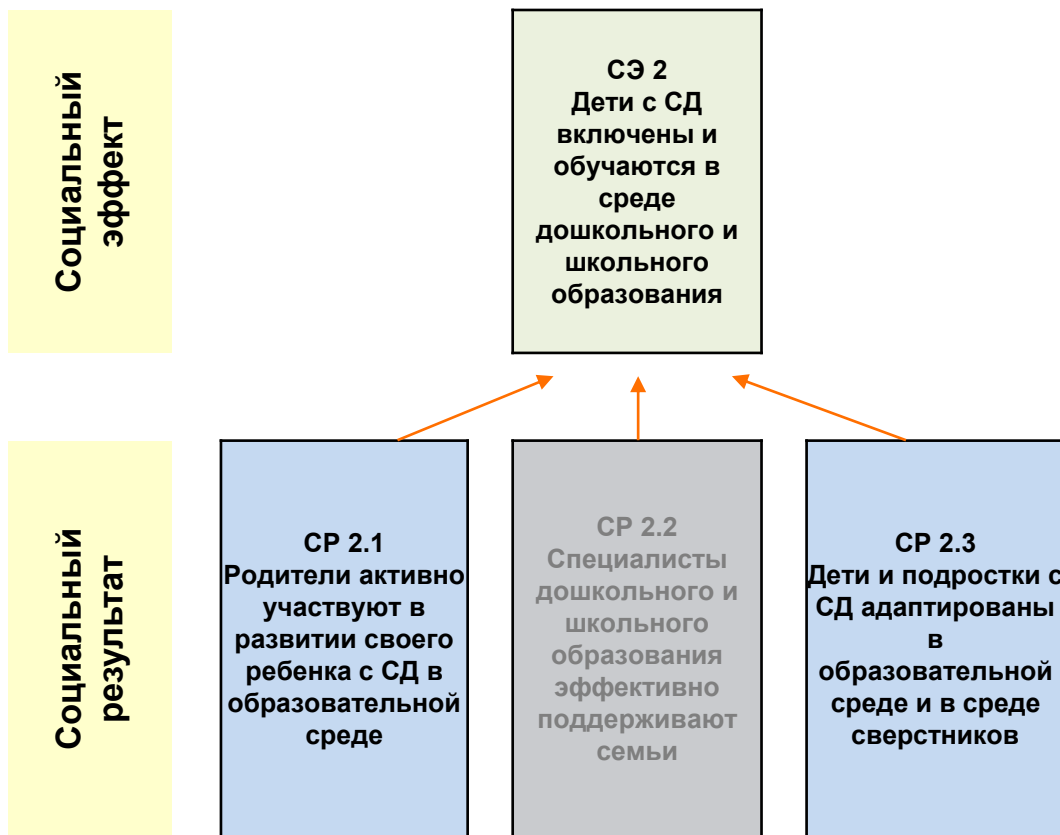 Социальный
эффект
СЭ 2
Дети с СД
включены и
обучаются в
среде
дошкольного и
школьного
образования
Социальный
результат
СР 2.1
Родители активно
участвуют в
развитии своего
ребенка с СД в
образовательной
среде
СР 2.2
Специалисты
дошкольного и
школьного
образования
эффективно
поддерживают
семьи
СР 2.3
Дети и подростки с
СД адаптированы
в
образовательной
среде и в среде
сверстников